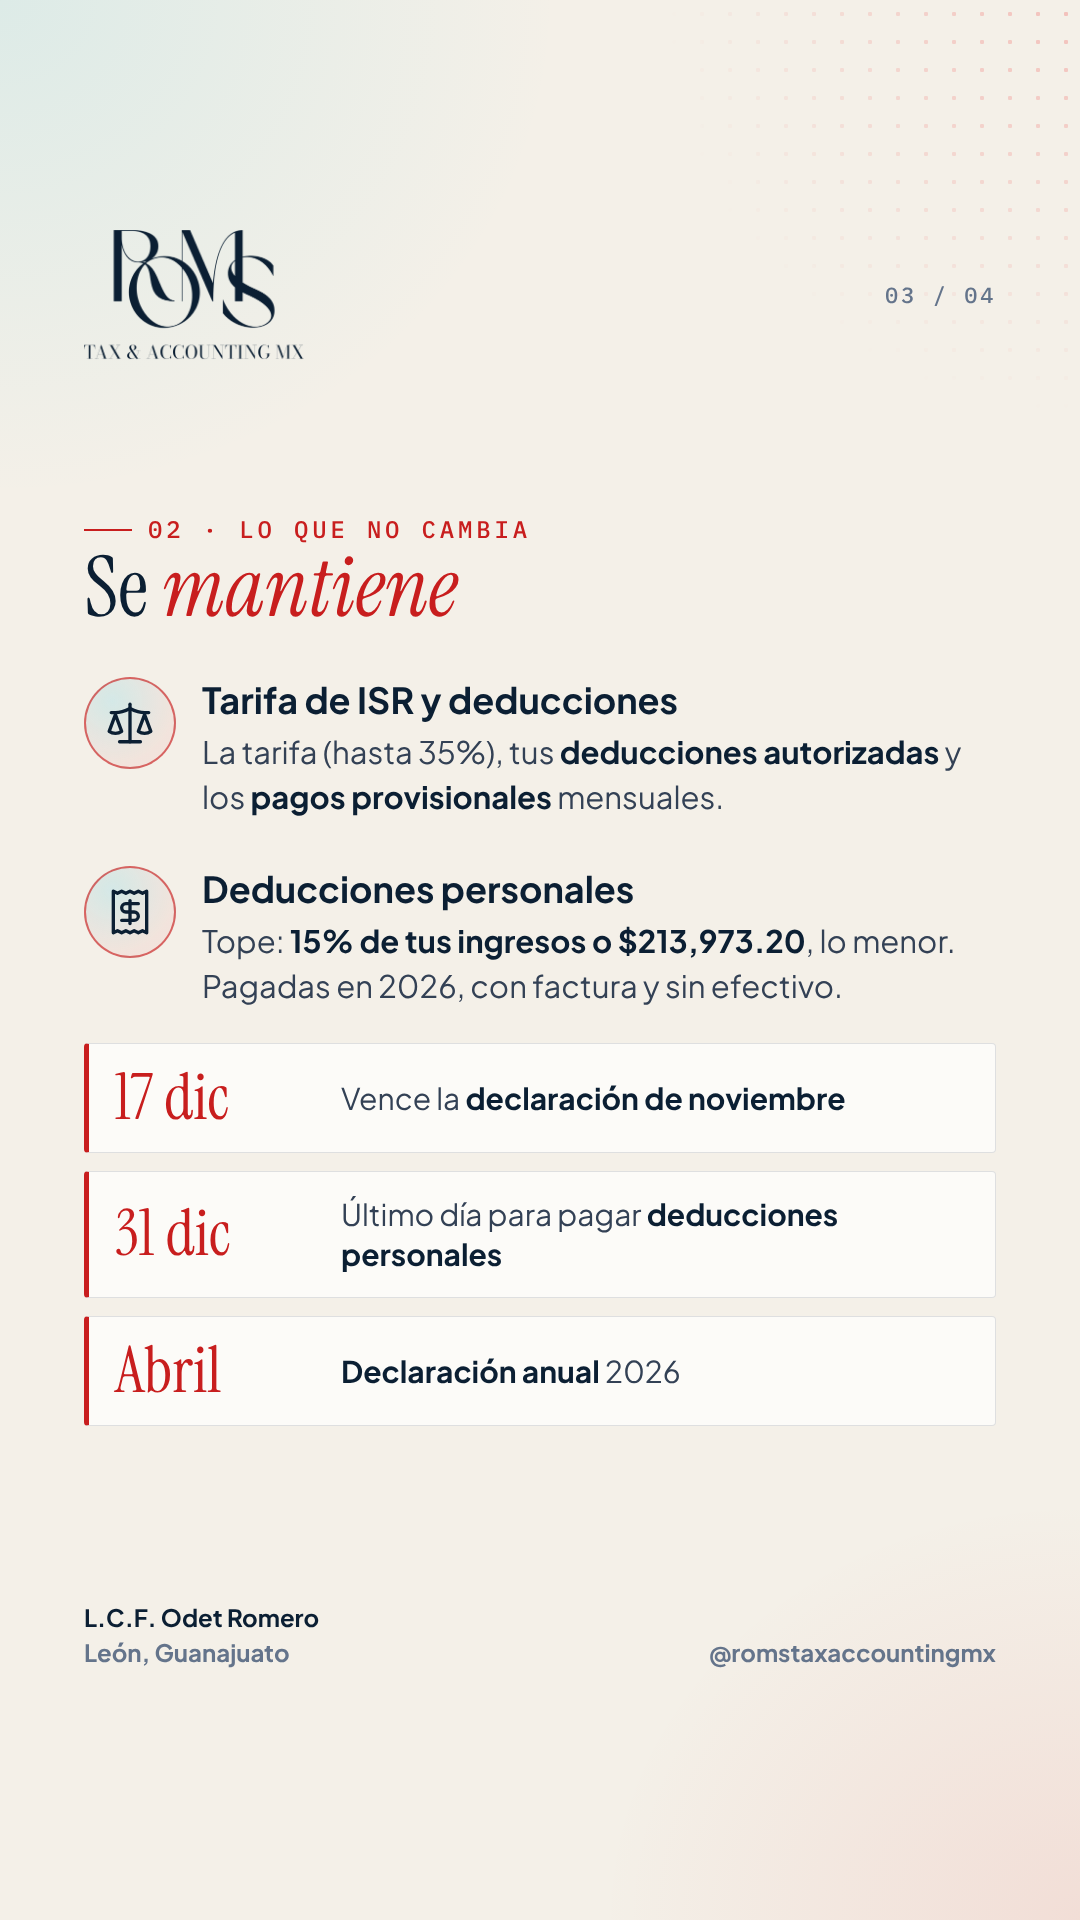 ROMS
TAX & ACCOUNTING MX
03 / 04
02 · LO QUE NO CAMBIA
Se mantiene
Tarifa de ISR y deducciones
La tarifa (hasta 35%), tus deducciones autorizadas y
los pagos provisionales mensuales.
Deducciones personales
Tope: 15% de tus ingresos o $213,973.20, lo menor.
Pagadas en 2026, con factura y sin efectivo.
17 dic
Vence la declaración de noviembre
31 dic
Último día para pagar deducciones
personales
Abril
Declaración anual 2026
L.C.F. Odet Romero
León, Guanajuato
@romstaxaccountingmx